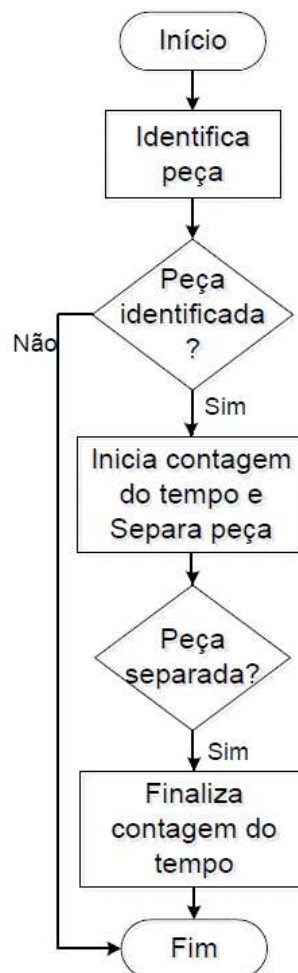 Início
Identifica
peça
Peça
identificada
?
Não
Sim
Inicia contagem
do tempo e
Separa peça
Peça
separada?
Sim
Finaliza
contagem do
tempo
Fim